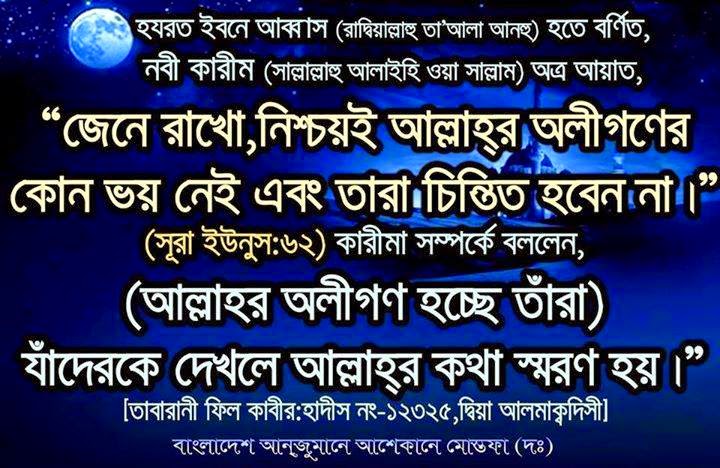 হযরত ইবনে আব্বাস (রাদ্বিয়াল্লাহু তা'আলা আনহু) হতে বর্ণিত,
নবী কারীম (সাল্লাল্লাহু আলাইহি ওয়া সাল্লাম) অত্র আয়াত,
“জেনে রাখো,নিশ্চয়ই আল্লাহ্‌র অলীগণের
কোন ভয় নেই এবং তারা চিন্তিত হবেন না।”
(সূরা ইউনুস:৬২) কারীমা সম্পর্কে বললেন,
(আল্লাহর অলীগণ হচ্ছে তাঁরা)
যাঁদেরকে দেখলে আল্লাহ্‌র কথা স্মরণ হয়।”
[তাবারানী ফিল কাবীর:হাদীস নং-১২৩২৫,দ্বিয়া আলমাক্বদিসী]
বাংলাদেশ আন্‌জুমানে আশেকানে মোস্তফা (দঃ)